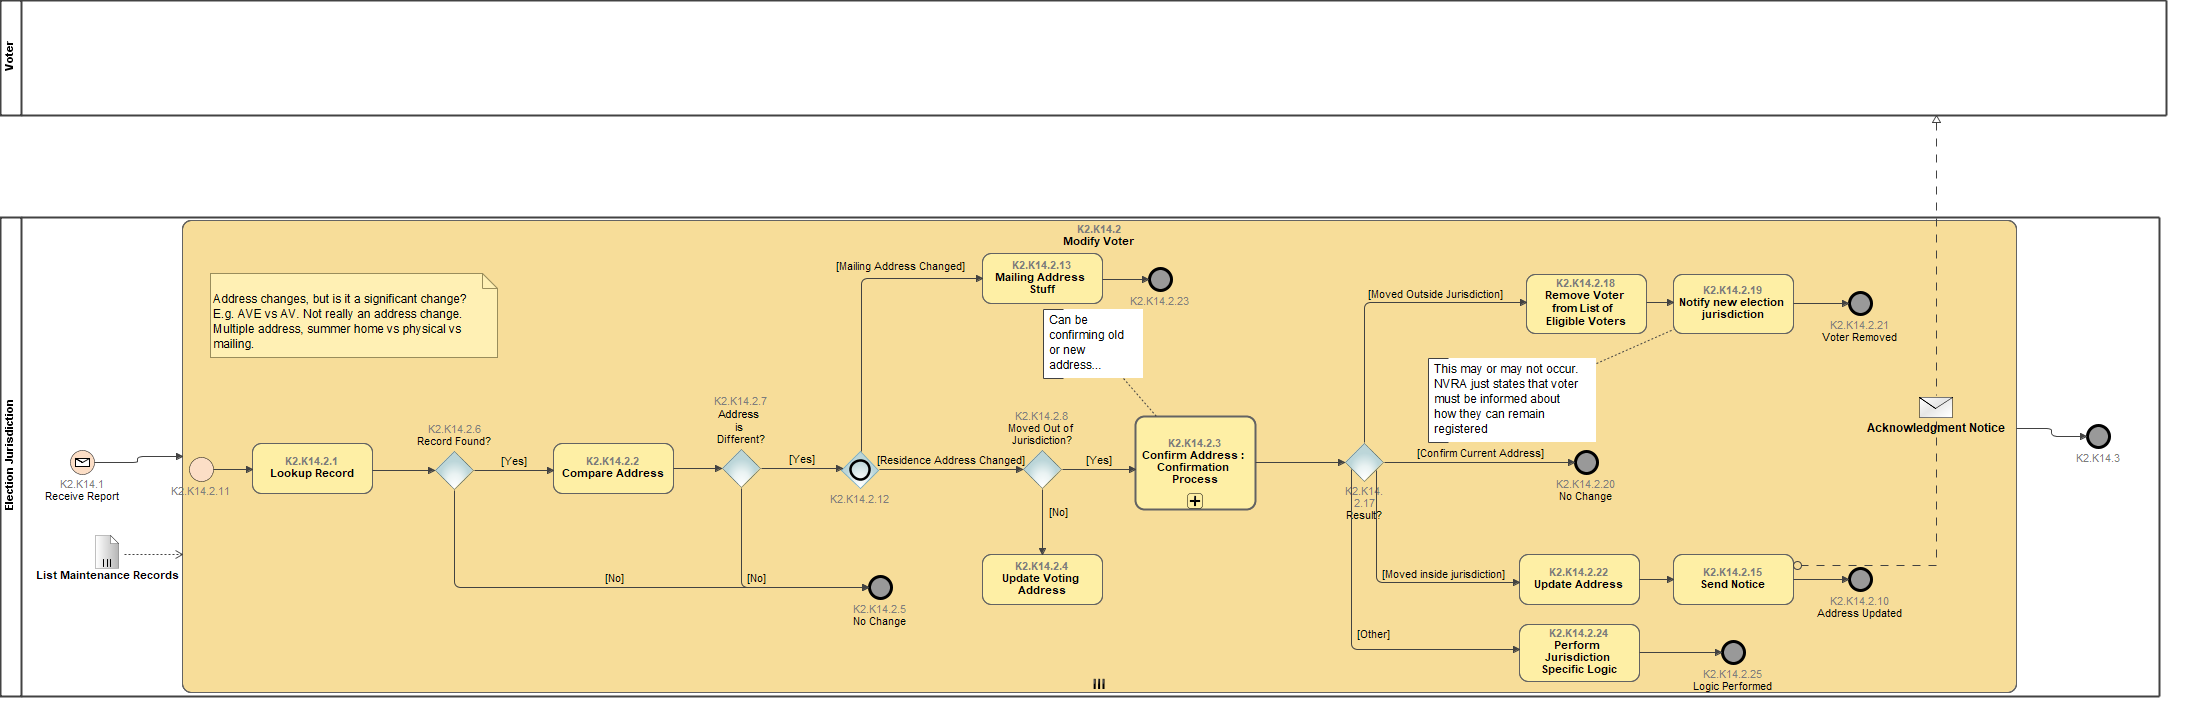 Voter
Election Jurisdiction
K2.K14.2
Modify Voter
Address changes, but is it a significant change?
E.g. AVE vs AV. Not really an address change.
Multiple address, summer home vs physical vs
mailing.
K2.K14.1
Receive Report
List Maintenance Records
K2.K14.2.11
K2.K14.2.1
Lookup Record
K2.K14.2.6
Record Found?
[Yes]
[No]
K2.K14.2.2
Compare Address
K2.K14.2.7
Address
is
Different?
[Yes]
[No]
K2.K14.2.5
No Change
K2.K14.2.12
[Mailing Address Changed]
K2.K14.2.13
Mailing Address
Stuff
K2.K14.2.23
[Residence Address Changed]
K2.K14.2.8
Moved Out of
Jurisdiction?
[Yes]
[No]
K2.K14.2.4
Update Voting
Address
Can be
confirming old
or new
address...
K2.K14.2.3
Confirm Address :
Confirmation
Process
K2.K14.
2.17
Result?
[Moved Outside Jurisdiction]
K2.K14.2.18
Remove Voter
from List of
Eligible Voters
K2.K14.2.19
Notify new election
jurisdiction
K2.K14.2.21
Voter Removed
This may or may not occur.
NVRA just states that voter
must be informed about
how they can remain
registered
[Confirm Current Address]
K2.K14.2.20
No Change
[Moved inside jurisdiction]
K2.K14.2.22
Update Address
K2.K14.2.15
Send Notice
K2.K14.2.10
Address Updated
[Other]
K2.K14.2.24
Perform
Jurisdiction
Specific Logic
K2.K14.2.25
Logic Performed
Acknowledgment Notice
K2.K14.3